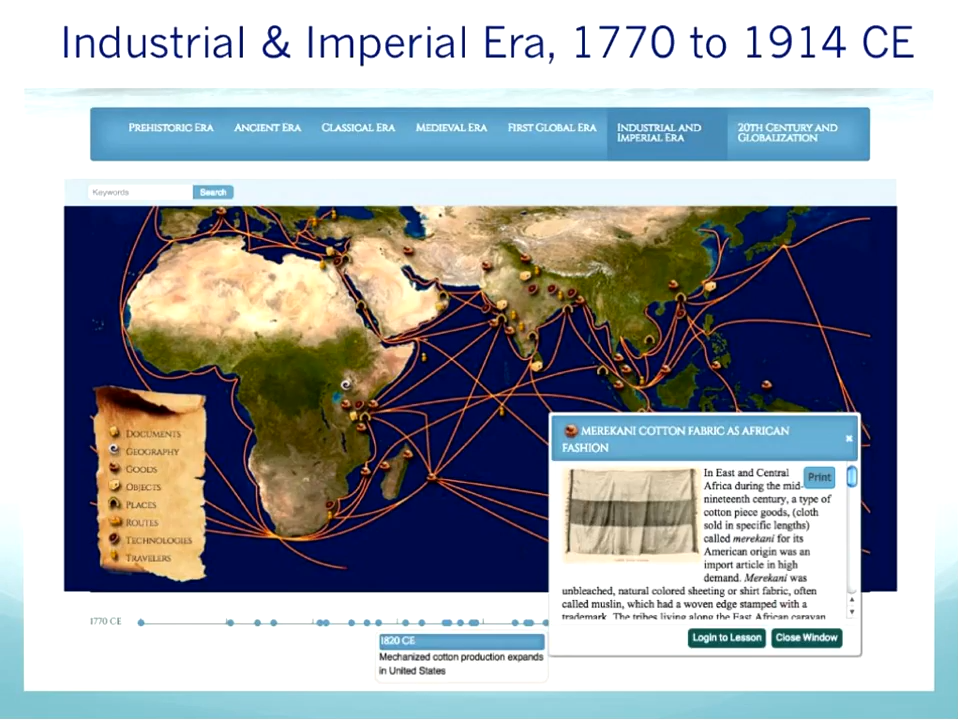 Industrial & Imperial Era, 1770 to 1914 CE
Prehistoric Era
Ancient Era
Classical Era
Medieval Era
First Global Era
Industrial and
Imperial Era
20th Century and
Globalization
Keywords
Search
Documents
Geography
Goods
Objects
Places
Routes
Technologies
Travelers
Merekani Cotton Fabric as African
Fashion
Print
In East and Central
Africa during the mid-
nineteenth century, a type of
cotton piece goods, (cloth
sold in specific lengths)
called merekani for its
American origin was an
import article in high
demand. Merekani was
unbleached, natural colored sheeting or shirt fabric, often
called muslin, which had a woven edge stamped with a
trademark. The tribes living along the East African caravan
Login to Lesson
Close Window
1770 CE
1820 CE
Mechanized cotton production expands
in United States